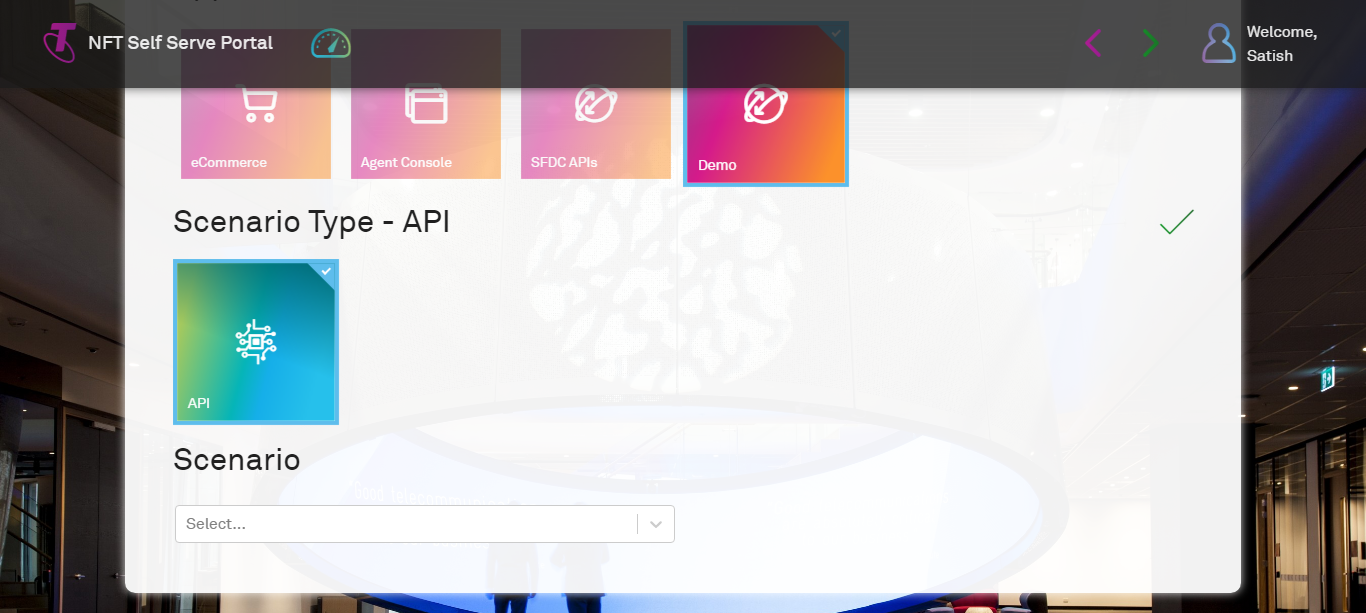 NFT Self Serve Portal
Welcome,
Satish
eCommerce
Agent Console
SFDC APIs
Demo
Scenario Type - API
API
Scenario
Select...